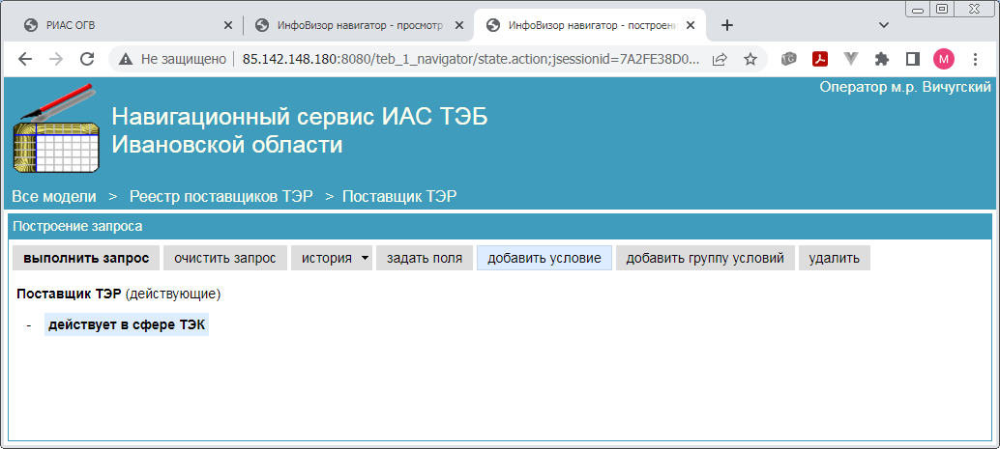 РИАС ОГВ
ИнфоВизор навигатор - просмотр
ИнфоВизор навигатор - построени
Не защищено
85.142.148.180:8080/teb_1_navigator/state.action;jsessionid=7A2FE38D0...
M
Оператор м.р. Вичугский
Навигационный сервис ИАС ТЭБ
Ивановской области
Все модели > Реестр поставщиков ТЭР > Поставщик ТЭР
Построение запроса
выполнить запрос очистить запрос история задать поля добавить условие добавить группу условий удалить
Поставщик ТЭР (действующие)
- действует в сфере ТЭК